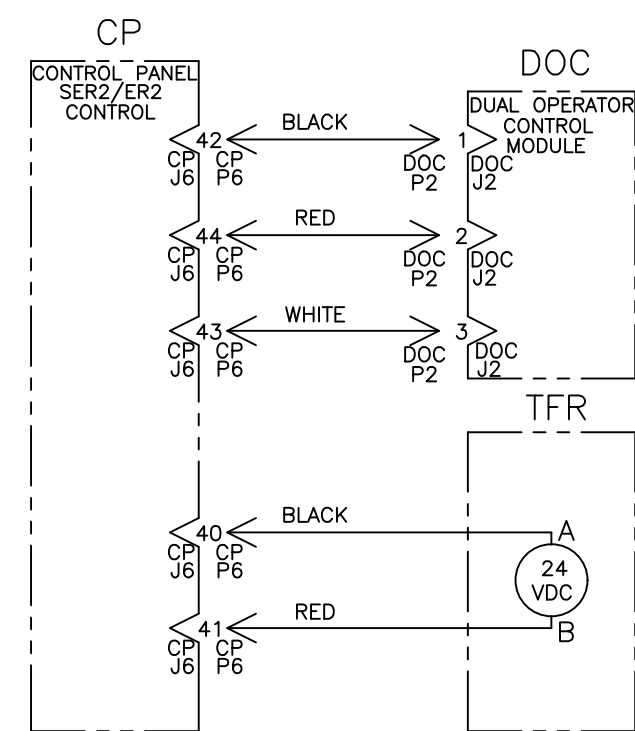 CP
CONTROL PANEL
SER2/ER2
CONTROL
DOC
DUAL OPERATOR
CONTROL
MODULE
42
CP
J6
CP
P6
BLACK
DOC
P2
1
DOC
J2
44
CP
J6
CP
P6
RED
DOC
P2
2
DOC
J2
43
CP
J6
CP
P6
WHITE
DOC
P2
3
DOC
J2
TFR
40
CP
J6
CP
P6
BLACK
A
24
VDC
41
CP
J6
CP
P6
RED
B